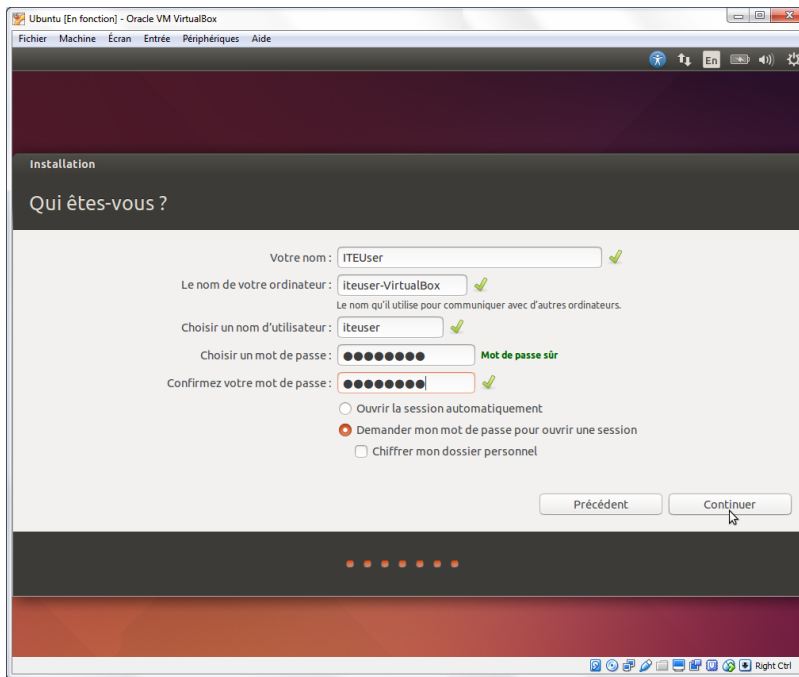 Ubuntu [En fonction] - Oracle VM VirtualBox
Fichier Machine Écran Entrée Périphériques Aide
En
Installation
Qui êtes-vous ?
Votre nom : ITEUser
Le nom de votre ordinateur : iteuser-VirtualBox
Le nom qu'il utilise pour communiquer avec d'autres ordinateurs.
Choisir un nom d'utilisateur : iteuser
Choisir un mot de passe : ●●●●●●●● Mot de passe sûr
Confirmez votre mot de passe : ●●●●●●●●
Ouvrir la session automatiquement
Demander mon mot de passe pour ouvrir une session
Chiffrer mon dossier personnel
Précédent Continuer
Right Ctrl